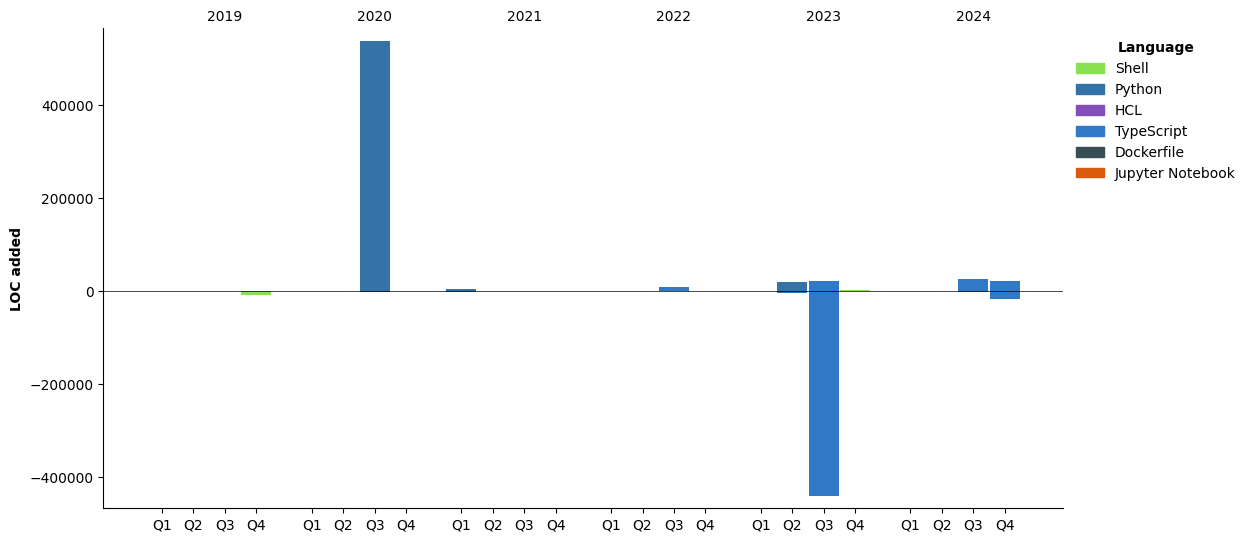 2019 2020 2021 2022 2023 2024
Language
Shell
Python
HCL
TypeScript
Dockerfile
Jupyter Notebook
LOC added
400000
200000
0
−200000
−400000
Q1 Q2 Q3 Q4 Q1 Q2 Q3 Q4 Q1 Q2 Q3 Q4 Q1 Q2 Q3 Q4 Q1 Q2 Q3 Q4 Q1 Q2 Q3 Q4